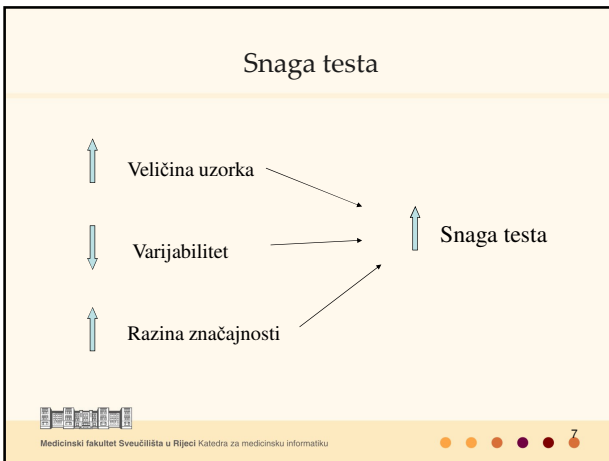 Snaga testa
Veličina uzorka
Varijabilitet
Snaga testa
Razina značajnosti
Medicinski fakultet Sveučilišta u Rijeci Katedra za medicinsku informatiku
7